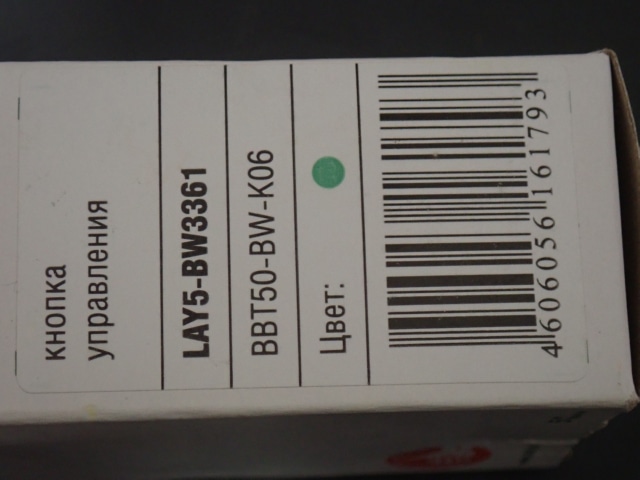 кнопка
управления
LAY5-BW3361
BBT50-BW-K06
Цвет:
4606056161793